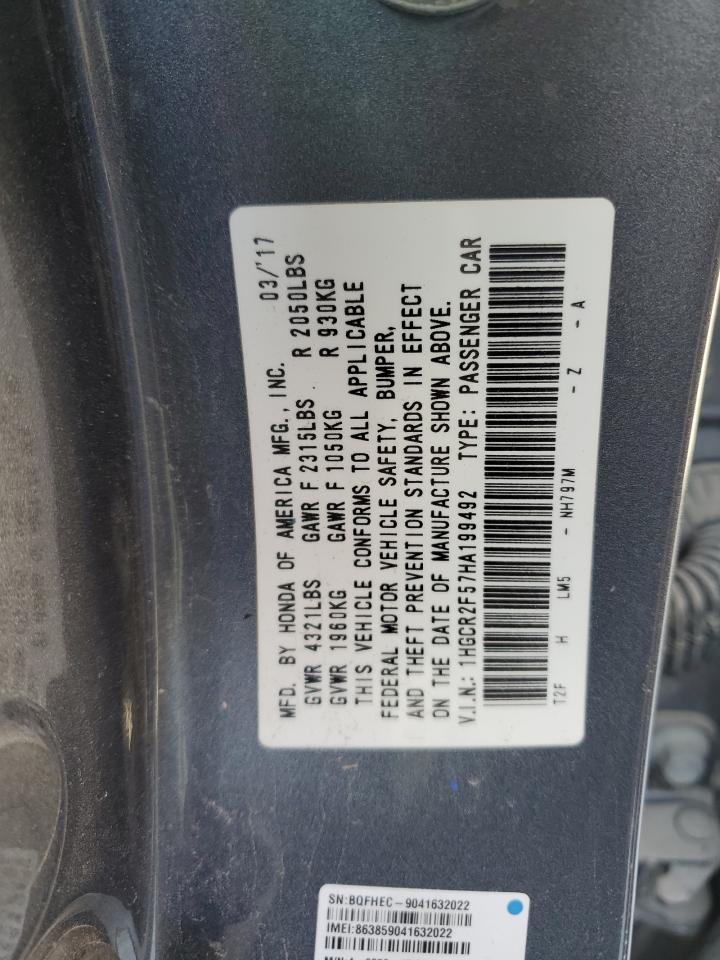 MFD. BY HONDA OF AMERICA MFG., INC. 03/'17
GVWR 4321LBS GAWR F 2315LBS R 2050LBS
GVWR 1960KG GAWR F 1050KG R 930KG
THIS VEHICLE CONFORMS TO ALL APPLICABLE
FEDERAL MOTOR VEHICLE SAFETY, BUMPER,
AND THEFT PREVENTION STANDARDS IN EFFECT
ON THE DATE OF MANUFACTURE SHOWN ABOVE.
V.I.N.: 1HGCR2F57HA199492 TYPE: PASSENGER CAR
T2F H LM5 - NH797M - Z - A
SN:BQFHEC-9041632022
IMEI:863859041632022